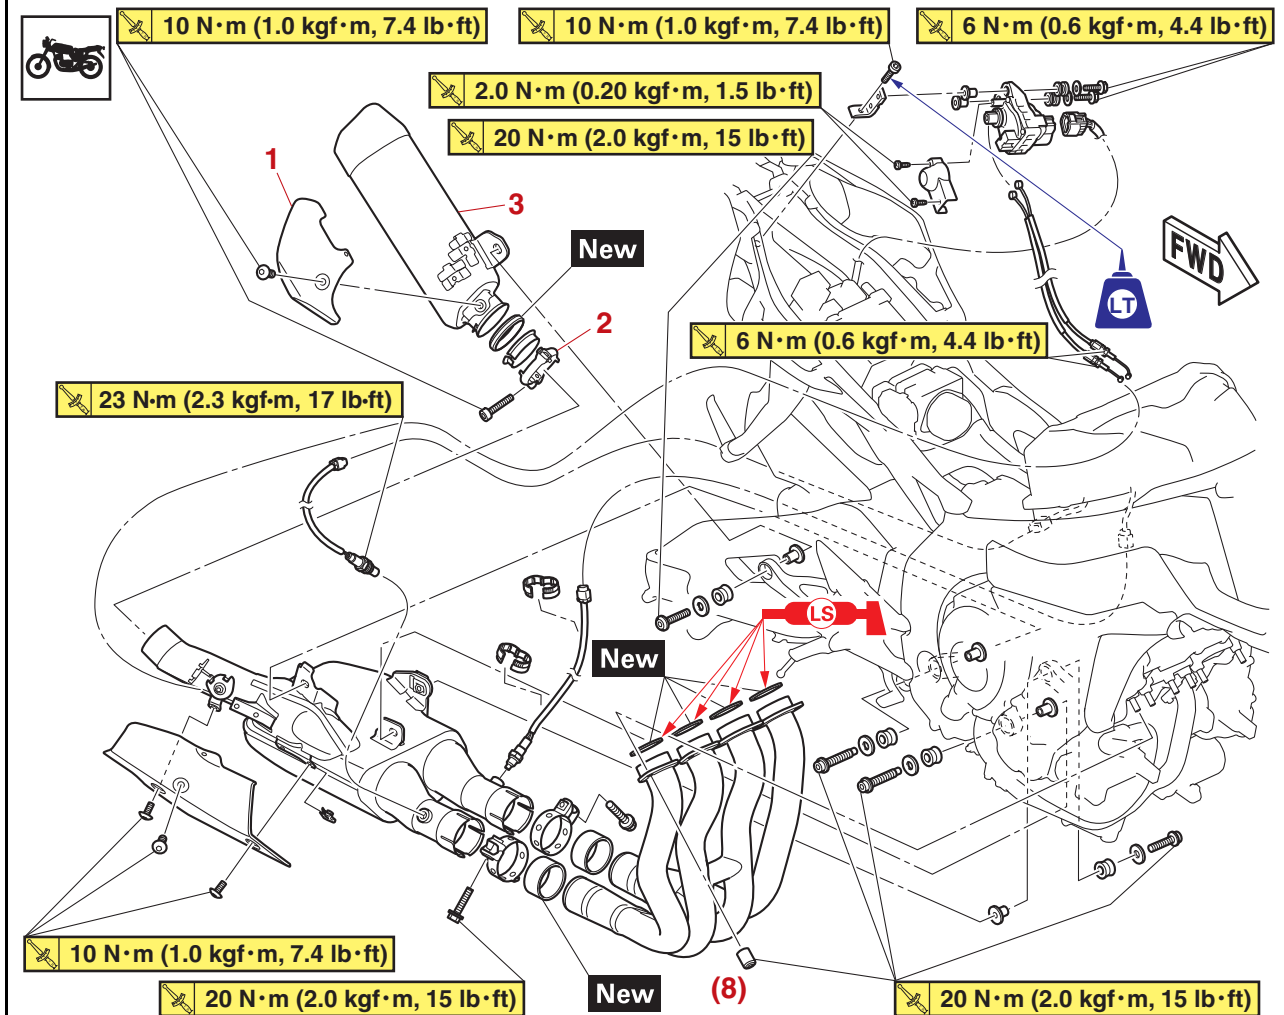 10 N·m (1.0 kgf·m, 7.4 lb·ft)
10 N·m (1.0 kgf·m, 7.4 lb·ft)
6 N·m (0.6 kgf·m, 4.4 lb·ft)
2.0 N·m (0.20 kgf·m, 1.5 lb·ft)
20 N·m (2.0 kgf·m, 15 lb·ft)
1
3
New
FWD
LT
2
6 N·m (0.6 kgf·m, 4.4 lb·ft)
23 N·m (2.3 kgf·m, 17 lb·ft)
LS
New
10 N·m (1.0 kgf·m, 7.4 lb·ft)
20 N·m (2.0 kgf·m, 15 lb·ft)
New
(8)
20 N·m (2.0 kgf·m, 15 lb·ft)